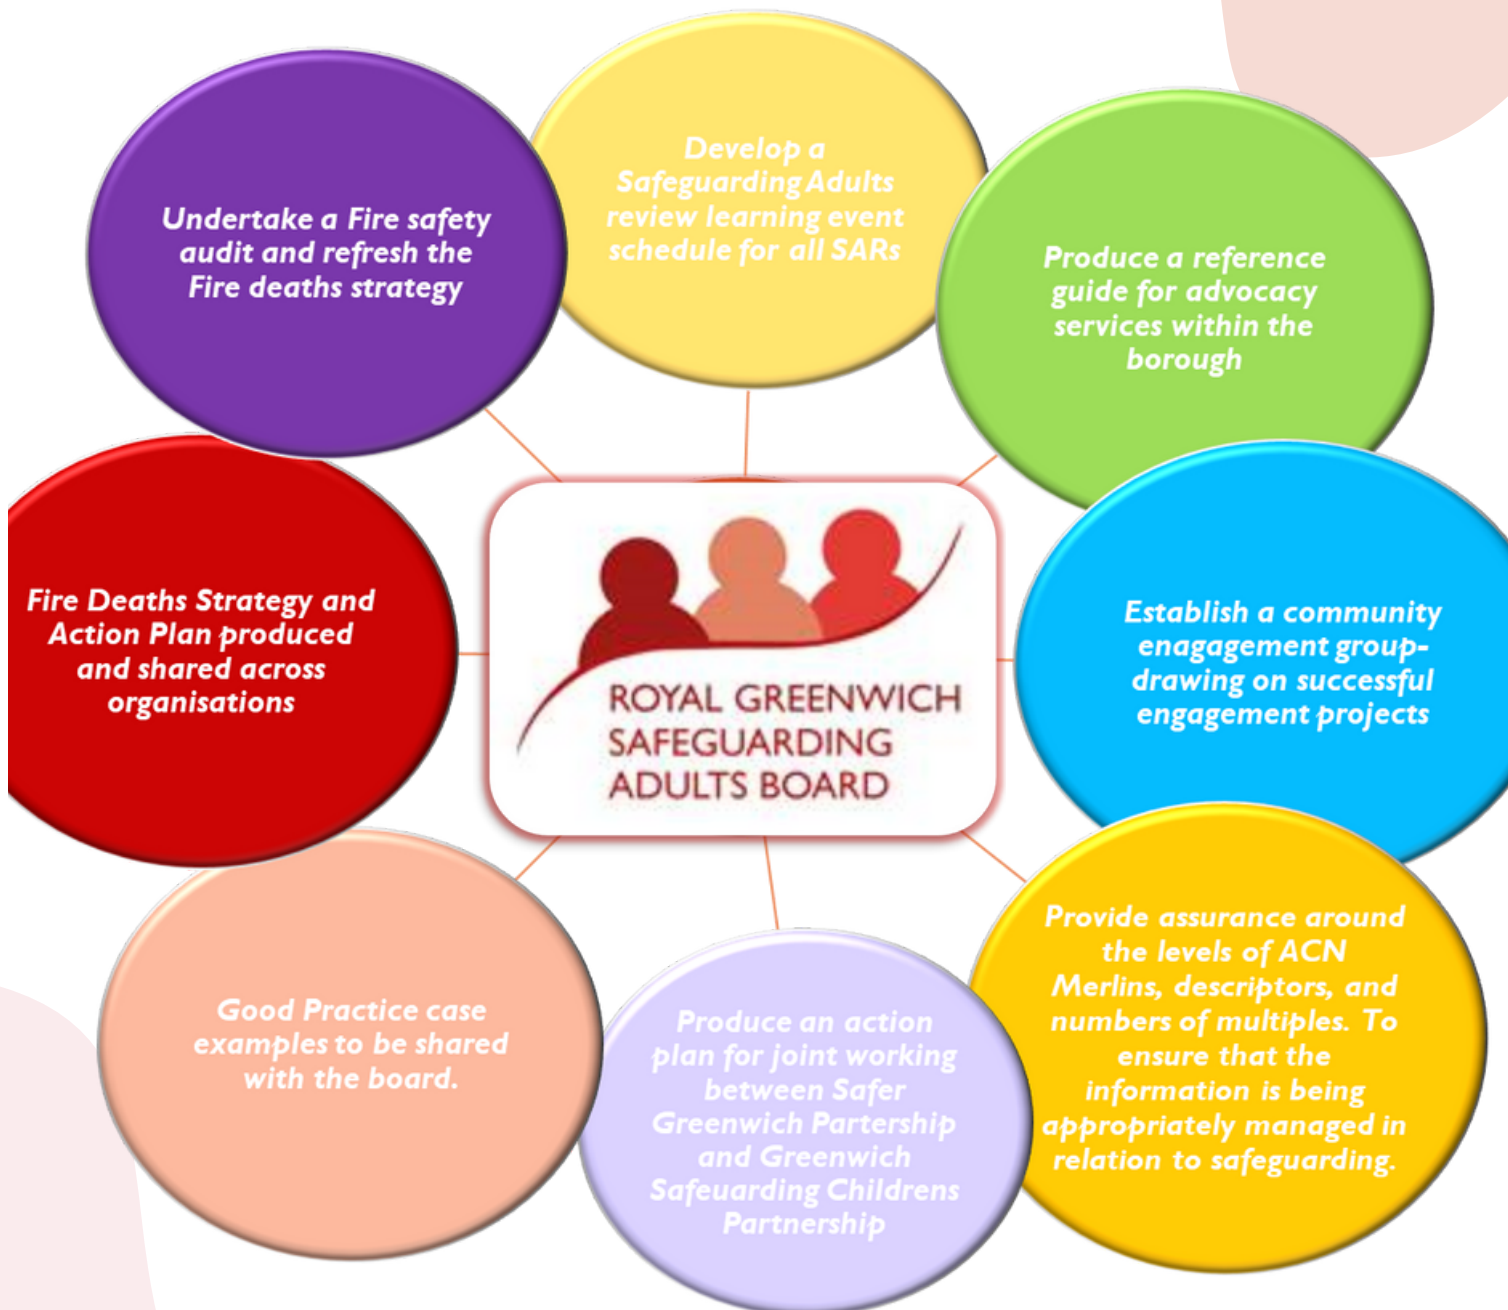 Develop a
Safeguarding Adults
review learning event
schedule for all SARs
Produce a reference
guide for advocacy
services within the
borough
Establish a community
enagagement group-
drawing on successful
engagement projects
Provide assurance around
the levels of ACN
Merlins, descriptors, and
numbers of multiples. To
ensure that the
information is being
appropriately managed in
relation to safeguarding.
Produce an action
plan for joint working
between Safer
Greenwich Partership
and Greenwich
Safeuarding Childrens
Partnership
Good Practice case
examples to be shared
with the board.
Fire Deaths Strategy and
Action Plan produced
and shared across
organisations
Undertake a Fire safety
audit and refresh the
Fire deaths strategy
ROYAL GREENWICH
SAFEGUARDING
ADULTS BOARD